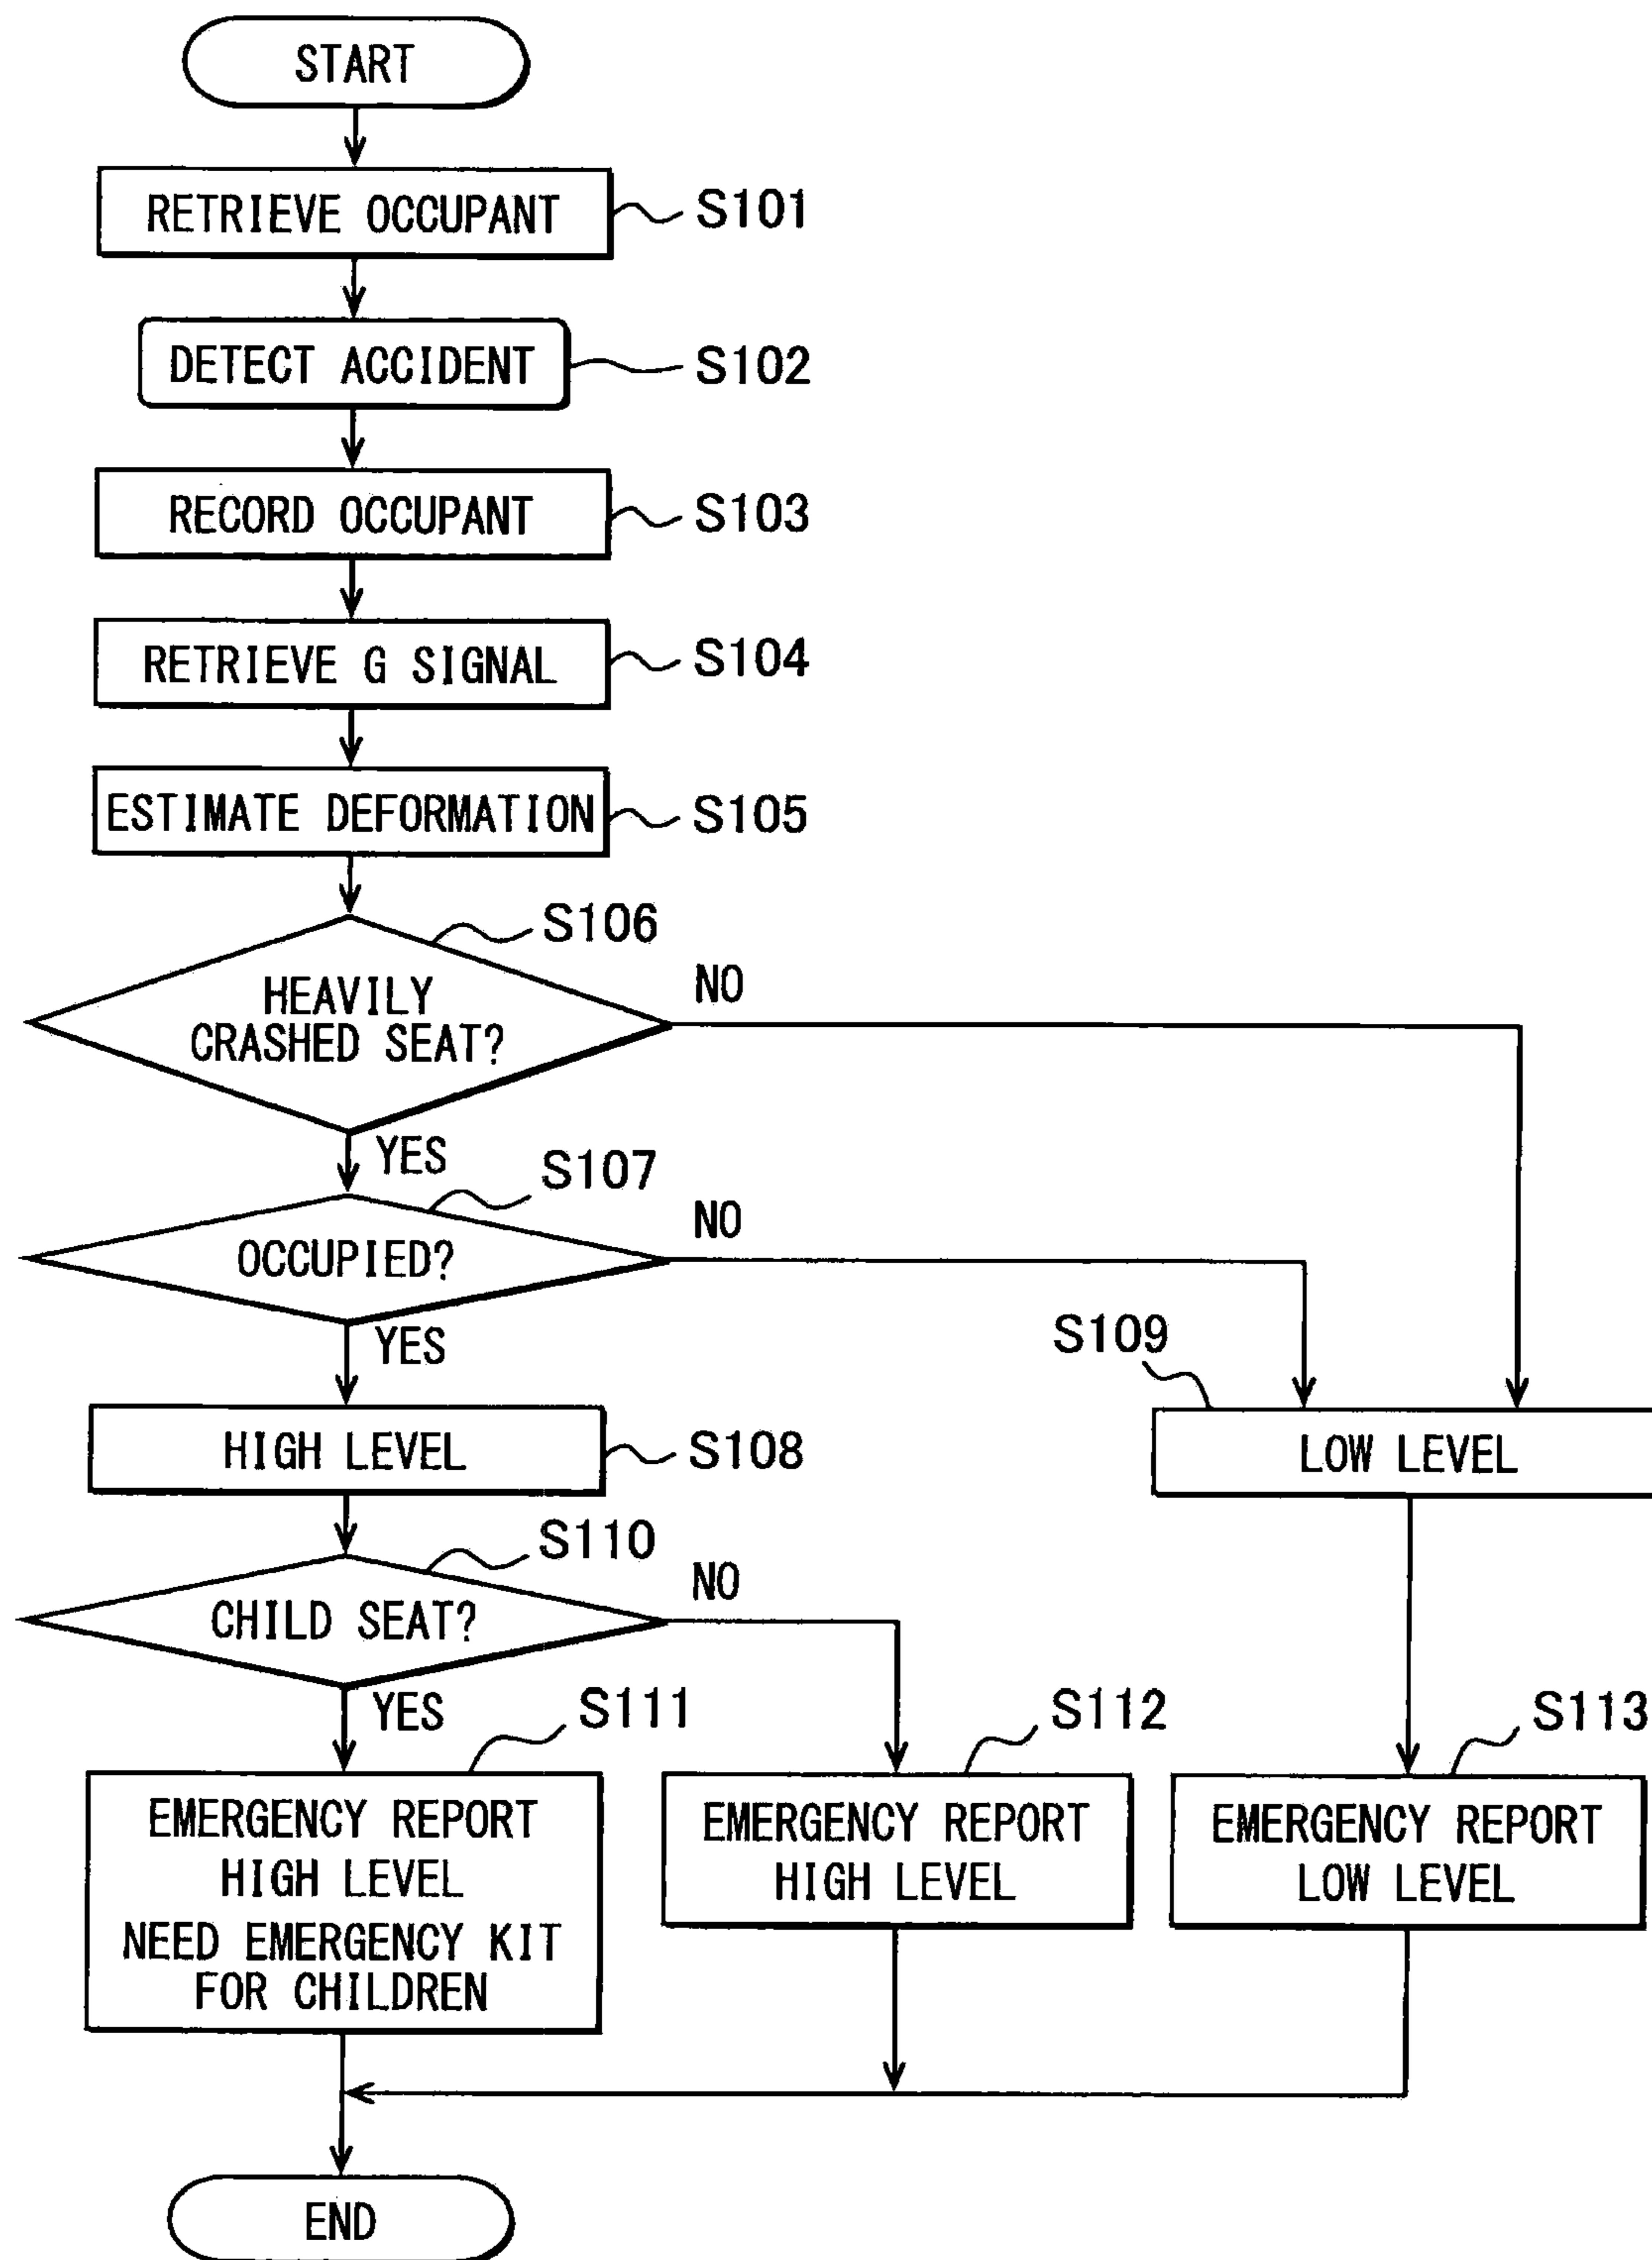 START
RETRIEVE OCCUPANT
S101
DETECT ACCIDENT
S102
RECORD OCCUPANT
S103
RETRIEVE G SIGNAL
S104
ESTIMATE DEFORMATION
S105
S106
HEAVILY
CRASHED SEAT?
NO
YES
S107
OCCUPIED?
NO
YES
S109
HIGH LEVEL
S108
LOW LEVEL
S110
CHILD SEAT?
NO
YES
S111
S112
S113
EMERGENCY REPORT
HIGH LEVEL
NEED EMERGENCY KIT
FOR CHILDREN
EMERGENCY REPORT
HIGH LEVEL
EMERGENCY REPORT
LOW LEVEL
END